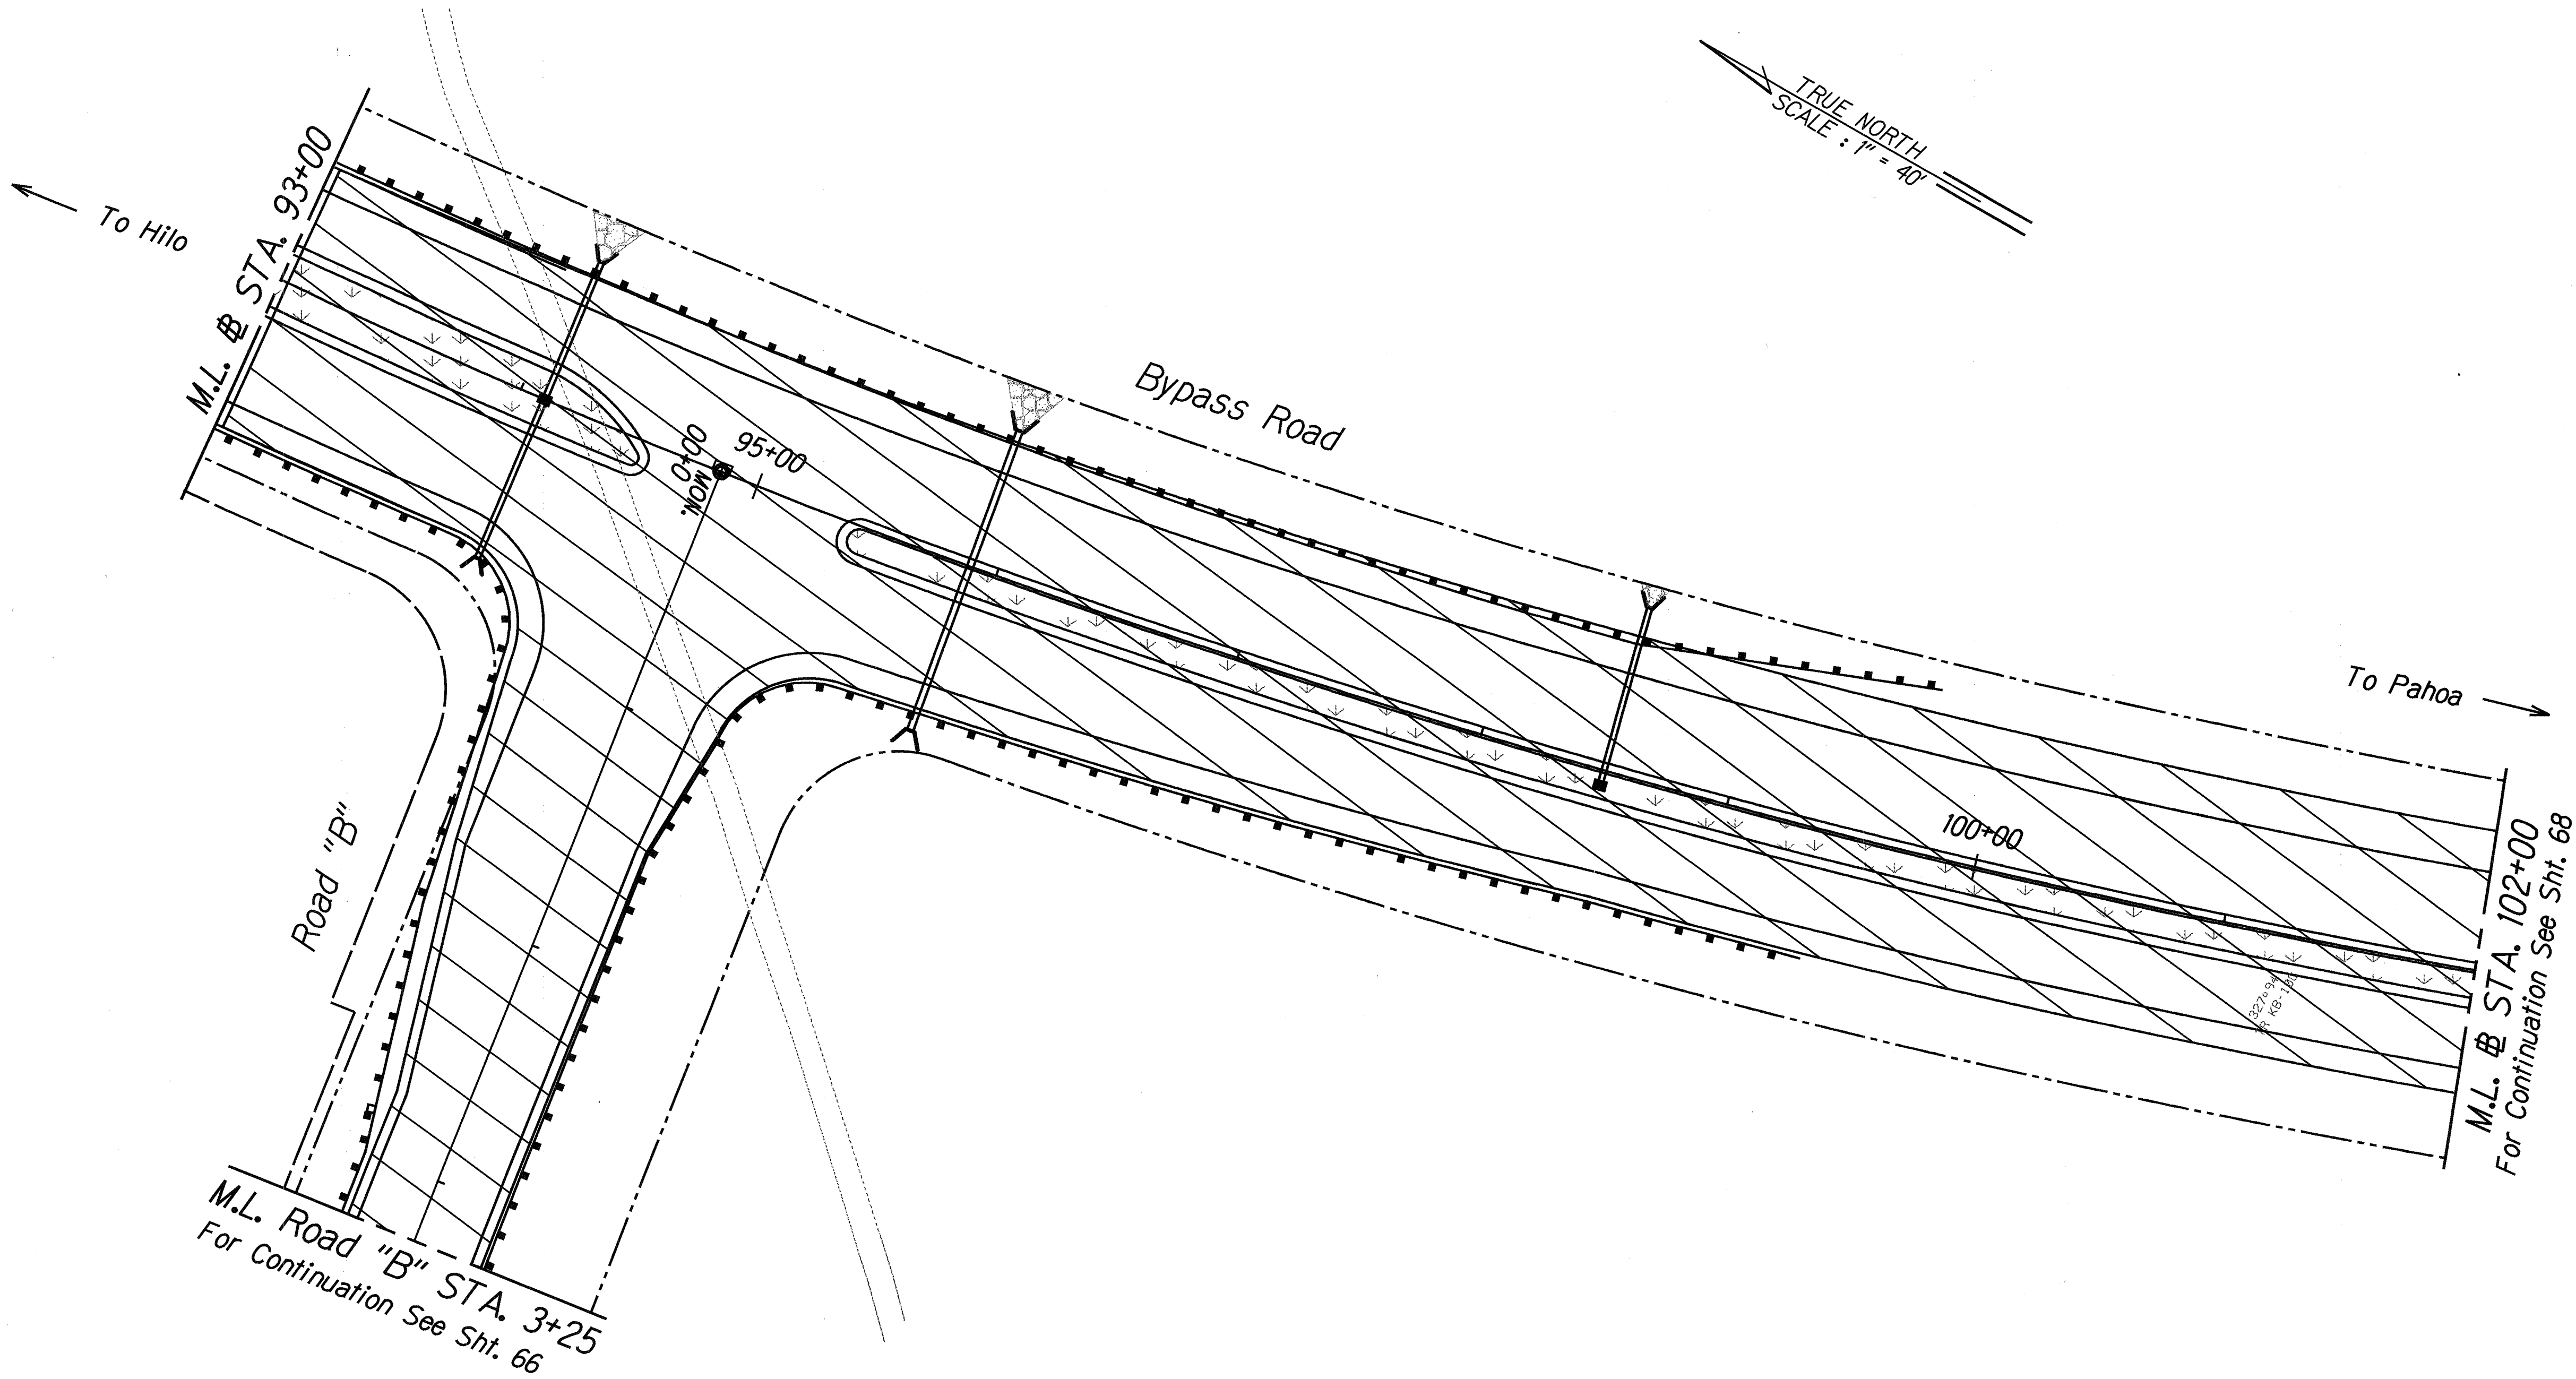 TRUE NORTH
SCALE : 1" = 40'
To Hilo
M.L. B STA. 93+00
Bypass Road
0+00
MON.
95+00
To Pahoa
100+00
Road "B"
M.L. B STA. 102+00
For Continuation See Sht. 68
M.L. Road "B" STA. 3+25
For Continuation See Sht. 66